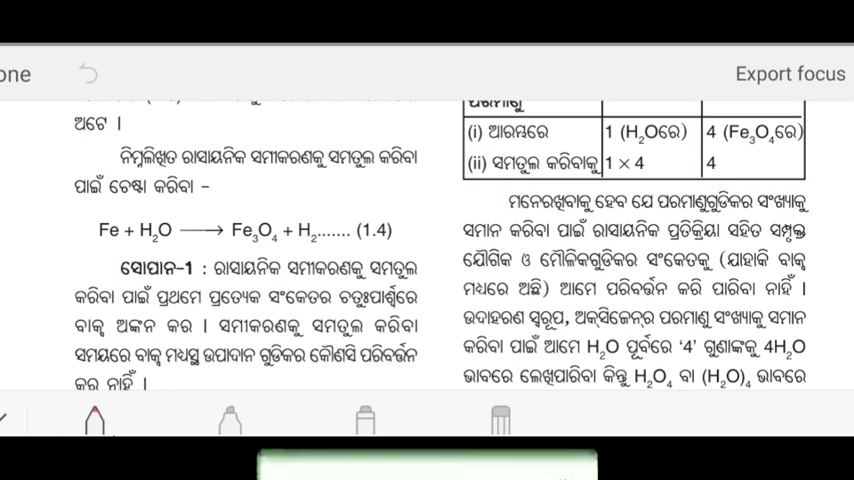 one
Export focus
ଅଟେ ।
ନିମ୍ନଲିଖିତ ରାସାୟନିକ ସମୀକରଣକୁ ସମତୁଲ କରିବା
ପାଇଁ ଚେଷ୍ଟା କରିବା –
Fe + H₂O ⟶ Fe₃O₄ + H₂....... (1.4)
ସୋପାନ-1 : ରାସାୟନିକ ସମୀକରଣକୁ ସମତୁଲ
କରିବା ପାଇଁ ପ୍ରଥମେ ପ୍ରତ୍ୟେକ ସଂକେତର ଚତୁଃପାର୍ଶ୍ୱରେ
ବାକ୍ସ ଅଙ୍କନ କର । ସମୀକରଣକୁ ସମତୁଲ କରିବା
ସମୟରେ ବାକ୍ସ ମଧ୍ୟସ୍ଥ ଉପାଦାନ ଗୁଡିକର କୌଣସି ପରିବର୍ତ୍ତନ
କର ନାହିଁ ।
ପରମାଣୁ
(i) ଆରମ୍ଭରେ 1 (H₂Oରେ) 4 (Fe₃O₄ରେ)
(ii) ସମତୁଲ କରିବାକୁ 1 × 4 4
ମନେରଖିବାକୁ ହେବ ଯେ ପରମାଣୁଗୁଡିକର ସଂଖ୍ୟାକୁ
ସମାନ କରିବା ପାଇଁ ରାସାୟନିକ ପ୍ରତିକ୍ରିୟା ସହିତ ସମ୍ପୃକ୍ତ
ଯୌଗିକ ଓ ମୌଳିକଗୁଡିକର ସଂକେତକୁ (ଯାହାକି ବାକ୍ସ
ମଧ୍ୟରେ ଅଛି) ଆମେ ପରିବର୍ତ୍ତନ କରି ପାରିବା ନାହିଁ ।
ଉଦାହରଣ ସ୍ୱରୂପ, ଅକ୍‌ସିଜେନ୍‌ର ପରମାଣୁ ସଂଖ୍ୟାକୁ ସମାନ
କରିବା ପାଇଁ ଆମେ H₂O ପୂର୍ବରେ ‘4’ ଗୁଣାଙ୍କକୁ 4H₂O
ଭାବରେ ଲେଖିପାରିବା କିନ୍ତୁ H₂O₄ ବା (H₂O)₄ ଭାବରେ